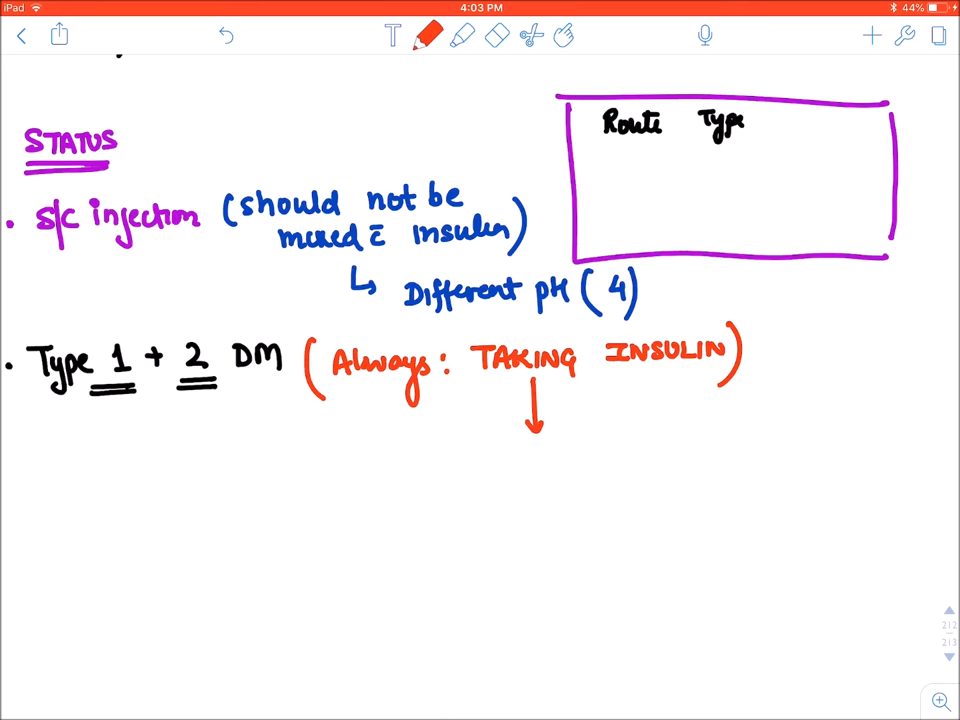 iPad 4:03 PM 44%
T
Route Type
STATUS
• S/C injection (should not be
mixed c̄ insulin)
↳ Different pH (4)
• Type 1 + 2 DM (Always: TAKING INSULIN)
↓
212
213